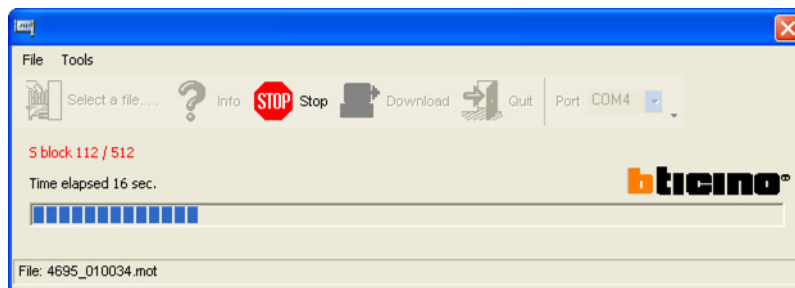 File Tools
Select a file... Info STOP Stop Download Quit Port COM4
S block 112 / 512
Time elapsed 16 sec.
bticino®
File: 4695_010034.mot